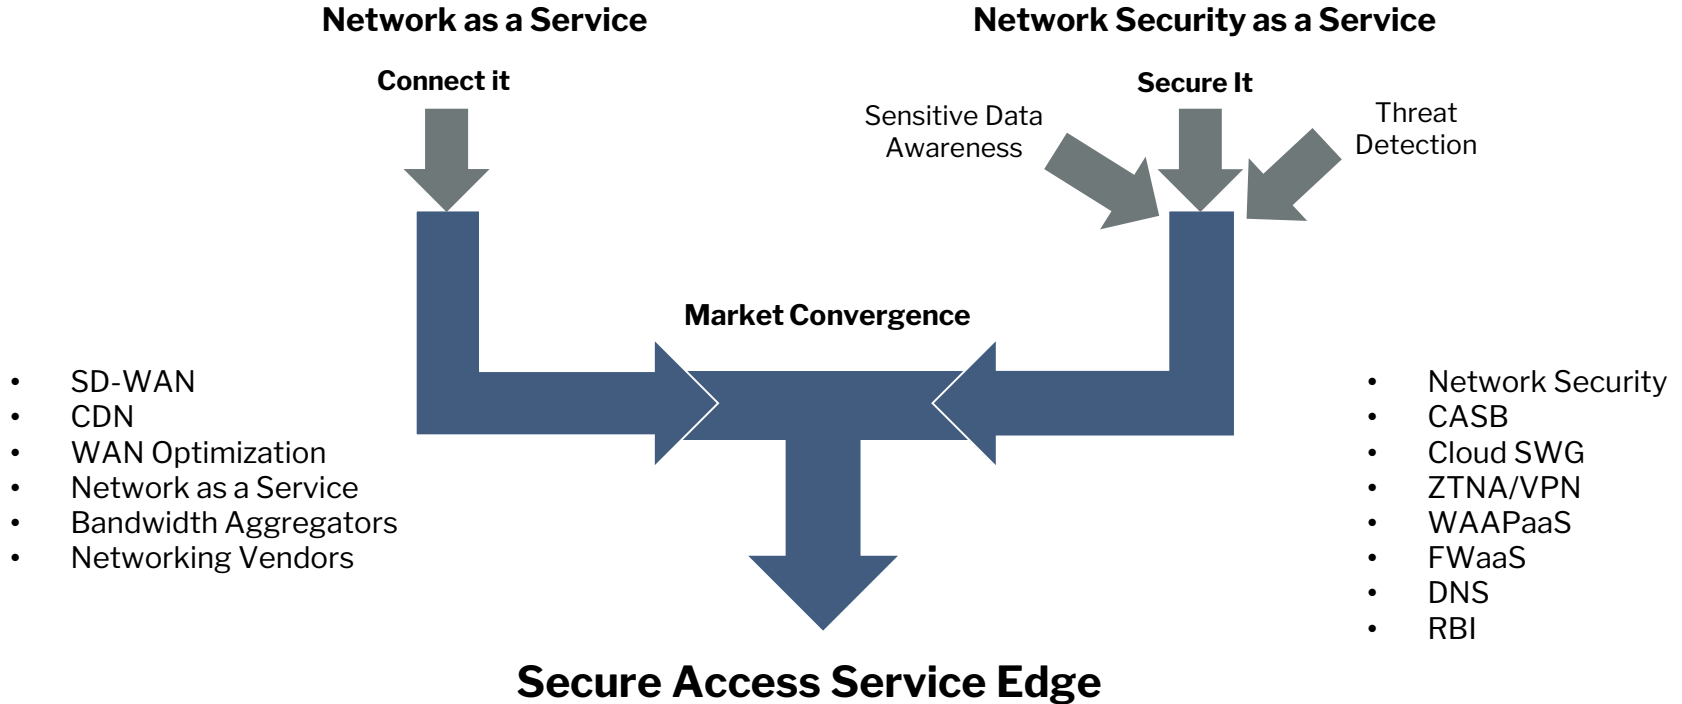 Network as a Service
Network Security as a Service
Connect it
Secure It
Sensitive Data
Awareness
Threat
Detection
Market Convergence
• SD-WAN
• CDN
• WAN Optimization
• Network as a Service
• Bandwidth Aggregators
• Networking Vendors
• Network Security
• CASB
• Cloud SWG
• ZTNA/VPN
• WAAPaaS
• FWaaS
• DNS
• RBI
Secure Access Service Edge